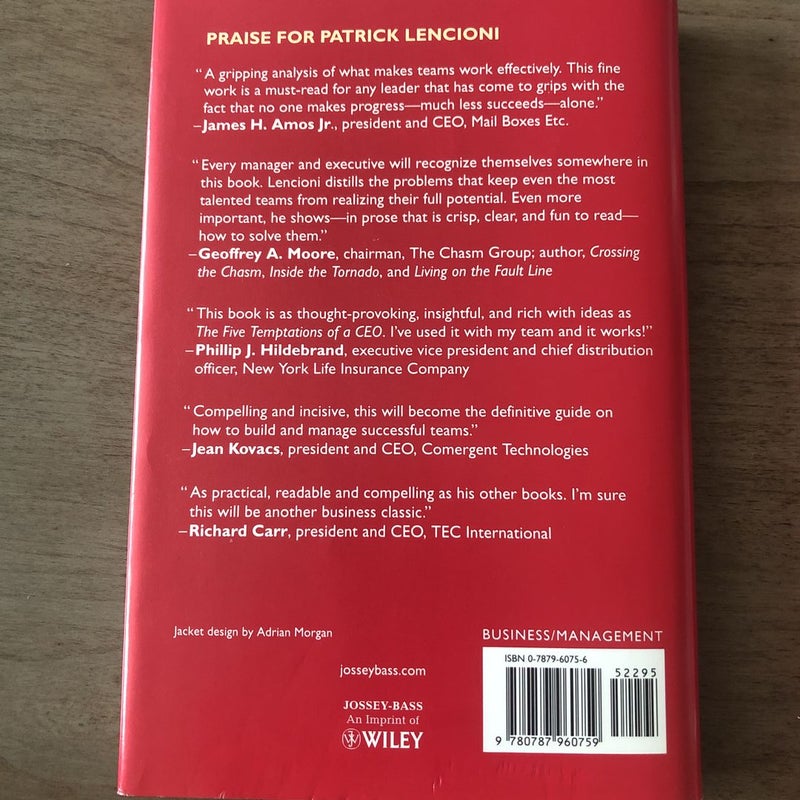 PRAISE FOR PATRICK LENCIONI
“A gripping analysis of what makes teams work effectively. This fine
work is a must-read for any leader that has come to grips with the
fact that no one makes progress—much less succeeds—alone.”
–James H. Amos Jr., president and CEO, Mail Boxes Etc.
“Every manager and executive will recognize themselves somewhere in
this book. Lencioni distills the problems that keep even the most
talented teams from realizing their full potential. Even more
important, he shows—in prose that is crisp, clear, and fun to read—
how to solve them.”
–Geoffrey A. Moore, chairman, The Chasm Group; author, Crossing
the Chasm, Inside the Tornado, and Living on the Fault Line
“This book is as thought-provoking, insightful, and rich with ideas as
The Five Temptations of a CEO. I’ve used it with my team and it works!”
–Phillip J. Hildebrand, executive vice president and chief distribution
officer, New York Life Insurance Company
“Compelling and incisive, this will become the definitive guide on
how to build and manage successful teams.”
–Jean Kovacs, president and CEO, Comergent Technologies
“As practical, readable and compelling as his other books. I’m sure
this will be another business classic.”
–Richard Carr, president and CEO, TEC International
Jacket design by Adrian Morgan
josseybass.com
JOSSEY-BASS
An Imprint of
WILEY
BUSINESS/MANAGEMENT
ISBN 0-7879-6075-6
52295
9 780787 960759